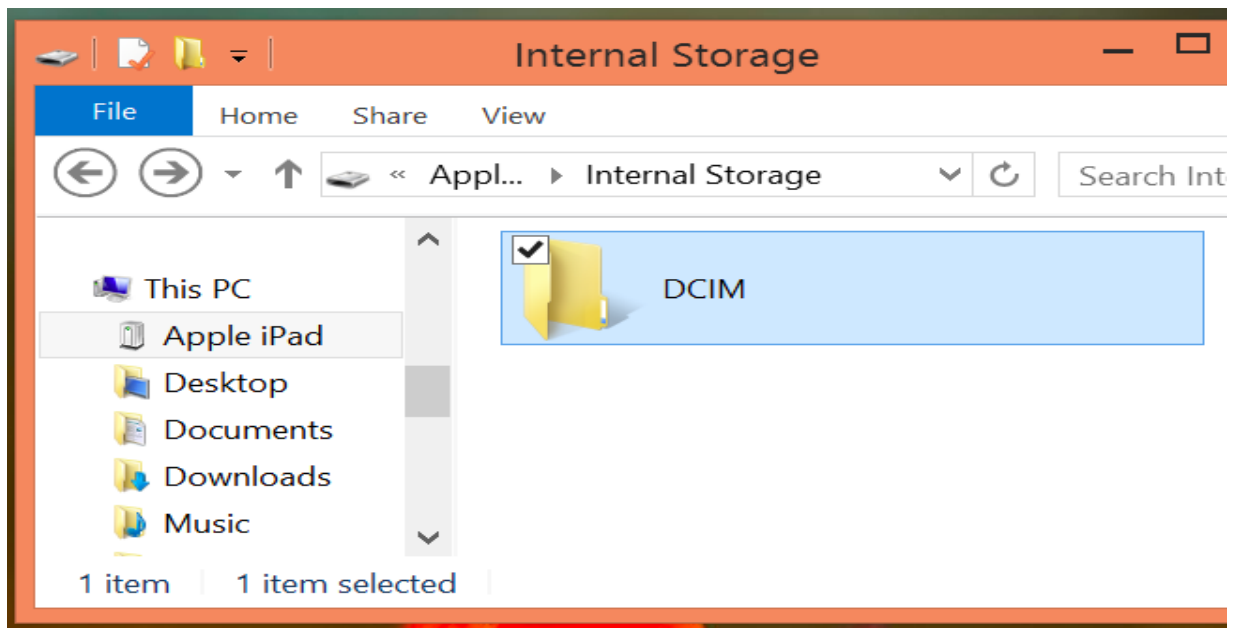 Internal Storage
File Home Share View
« Appl... Internal Storage Search Int
This PC
DCIM
Apple iPad
Desktop
Documents
Downloads
Music
1 item 1 item selected